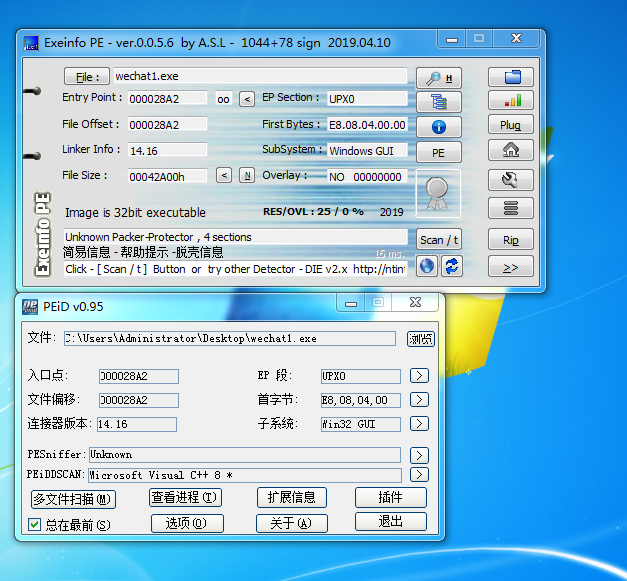 Exeinfo PE - ver.0.0.5.6 by A.S.L - 1044+78 sign 2019.04.10
File : wechat1.exe H
Entry Point : 000028A2 oo < EP Section : UPX0
File Offset : 000028A2 First Bytes : E8.08.04.00.00 Plug
Linker Info : 14.16 SubSystem : Windows GUI PE
File Size : 00042A00h < N Overlay : NO 00000000
Image is 32bit executable RES/OVL : 25 / 0 % 2019
Exeinfo PE
Unknown Packer-Protector , 4 sections Scan / t Rip
简易信息 - 帮助提示 -脱壳信息 16 ms.
Click - [ Scan / t ] Button or try other Detector - DIE v2.x http://ntinf >>
PEiD v0.95
文件: C:\Users\Administrator\Desktop\wechat1.exe 浏览
入口点: 000028A2 EP 段: UPX0 >
文件偏移: 000028A2 首字节: E8,08,04,00 >
连接器版本: 14.16 子系统: Win32 GUI >
PESniffer: Unknown >
PEiDDSCAN: Microsoft Visual C++ 8 * >
多文件扫描(M) 查看进程(T) 扩展信息 插件
总在最前(S) 选项(O) 关于(A) 退出